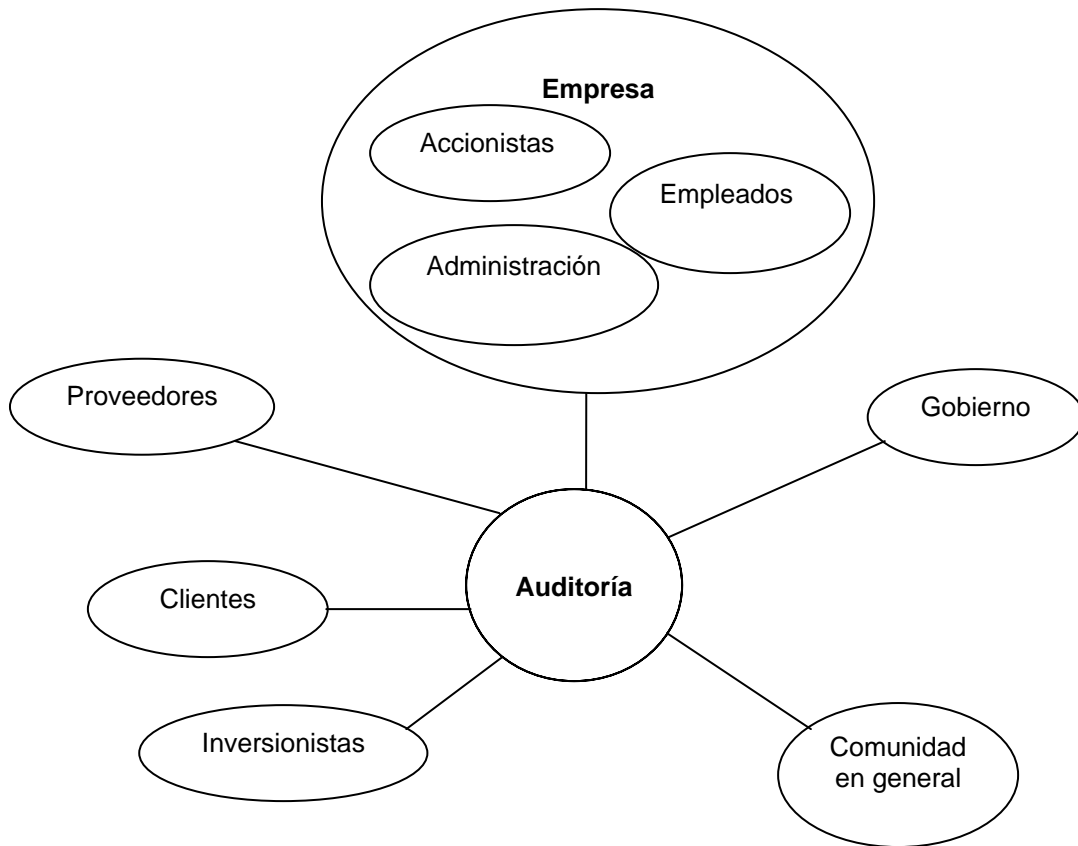 Empresa
Accionistas
Empleados
Administración
Proveedores
Gobierno
Auditoría
Clientes
Inversionistas
Comunidad
en general